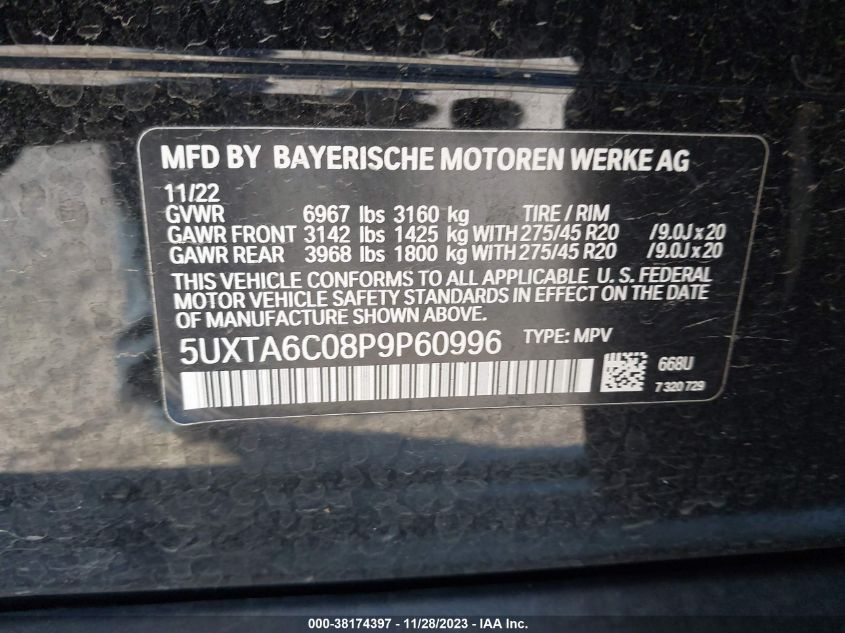 MFD BY BAYERISCHE MOTOREN WERKE AG
11/22
GVWR 6967 lbs 3160 kg TIRE / RIM
GAWR FRONT 3142 lbs 1425 kg WITH 275/45 R20 /9.0J x 20
GAWR REAR 3968 lbs 1800 kg WITH 275/45 R20 /9.0J x 20
THIS VEHICLE CONFORMS TO ALL APPLICABLE U. S. FEDERAL
MOTOR VEHICLE SAFETY STANDARDS IN EFFECT ON THE DATE
OF MANUFACTURE SHOWN ABOVE.
5UXTA6C08P9P60996 TYPE: MPV
668U
7 320 729
000-38174397 - 11/28/2023 - IAA Inc.